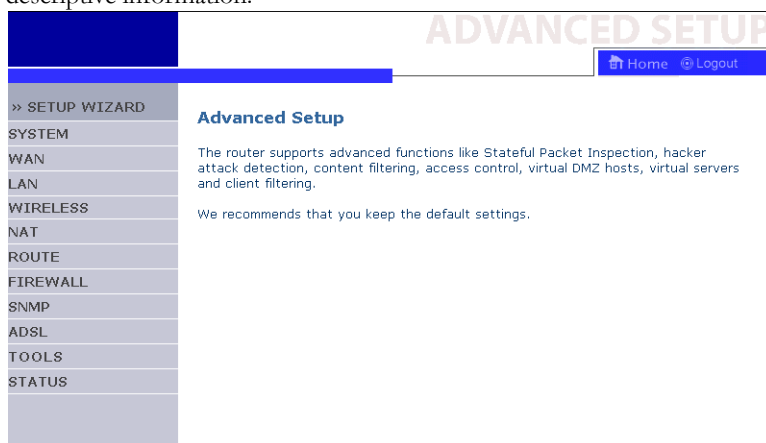 descriptive information.
ADVANCED SETUP
Home Logout
» SETUP WIZARD
SYSTEM
WAN
LAN
WIRELESS
NAT
ROUTE
FIREWALL
SNMP
ADSL
TOOLS
STATUS
Advanced Setup
The router supports advanced functions like Stateful Packet Inspection, hacker
attack detection, content filtering, access control, virtual DMZ hosts, virtual servers
and client filtering.
We recommends that you keep the default settings.